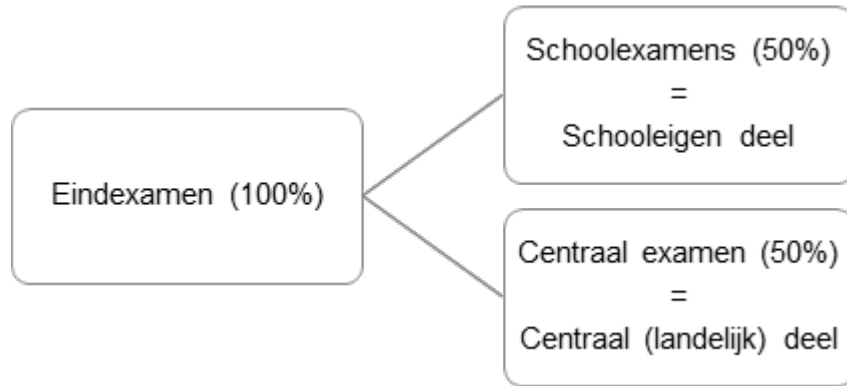 Eindexamen (100%)
Schoolexamens (50%)
=
Schooleigen deel
Centraal examen (50%)
=
Centraal (landelijk) deel